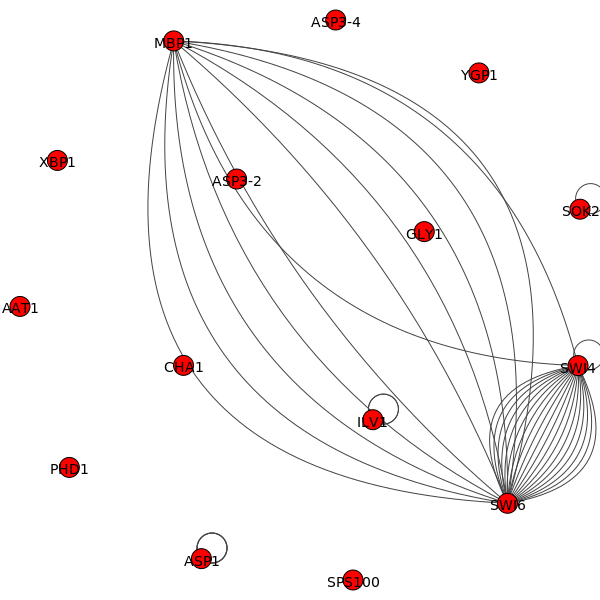 ASP3-4
MBP1
YGP1
XBP1
ASP3-2
SOK2
GLY1
AAT1
CHA1
SWI4
ILV1
PHD1
SWI6
ASP1
SPS100